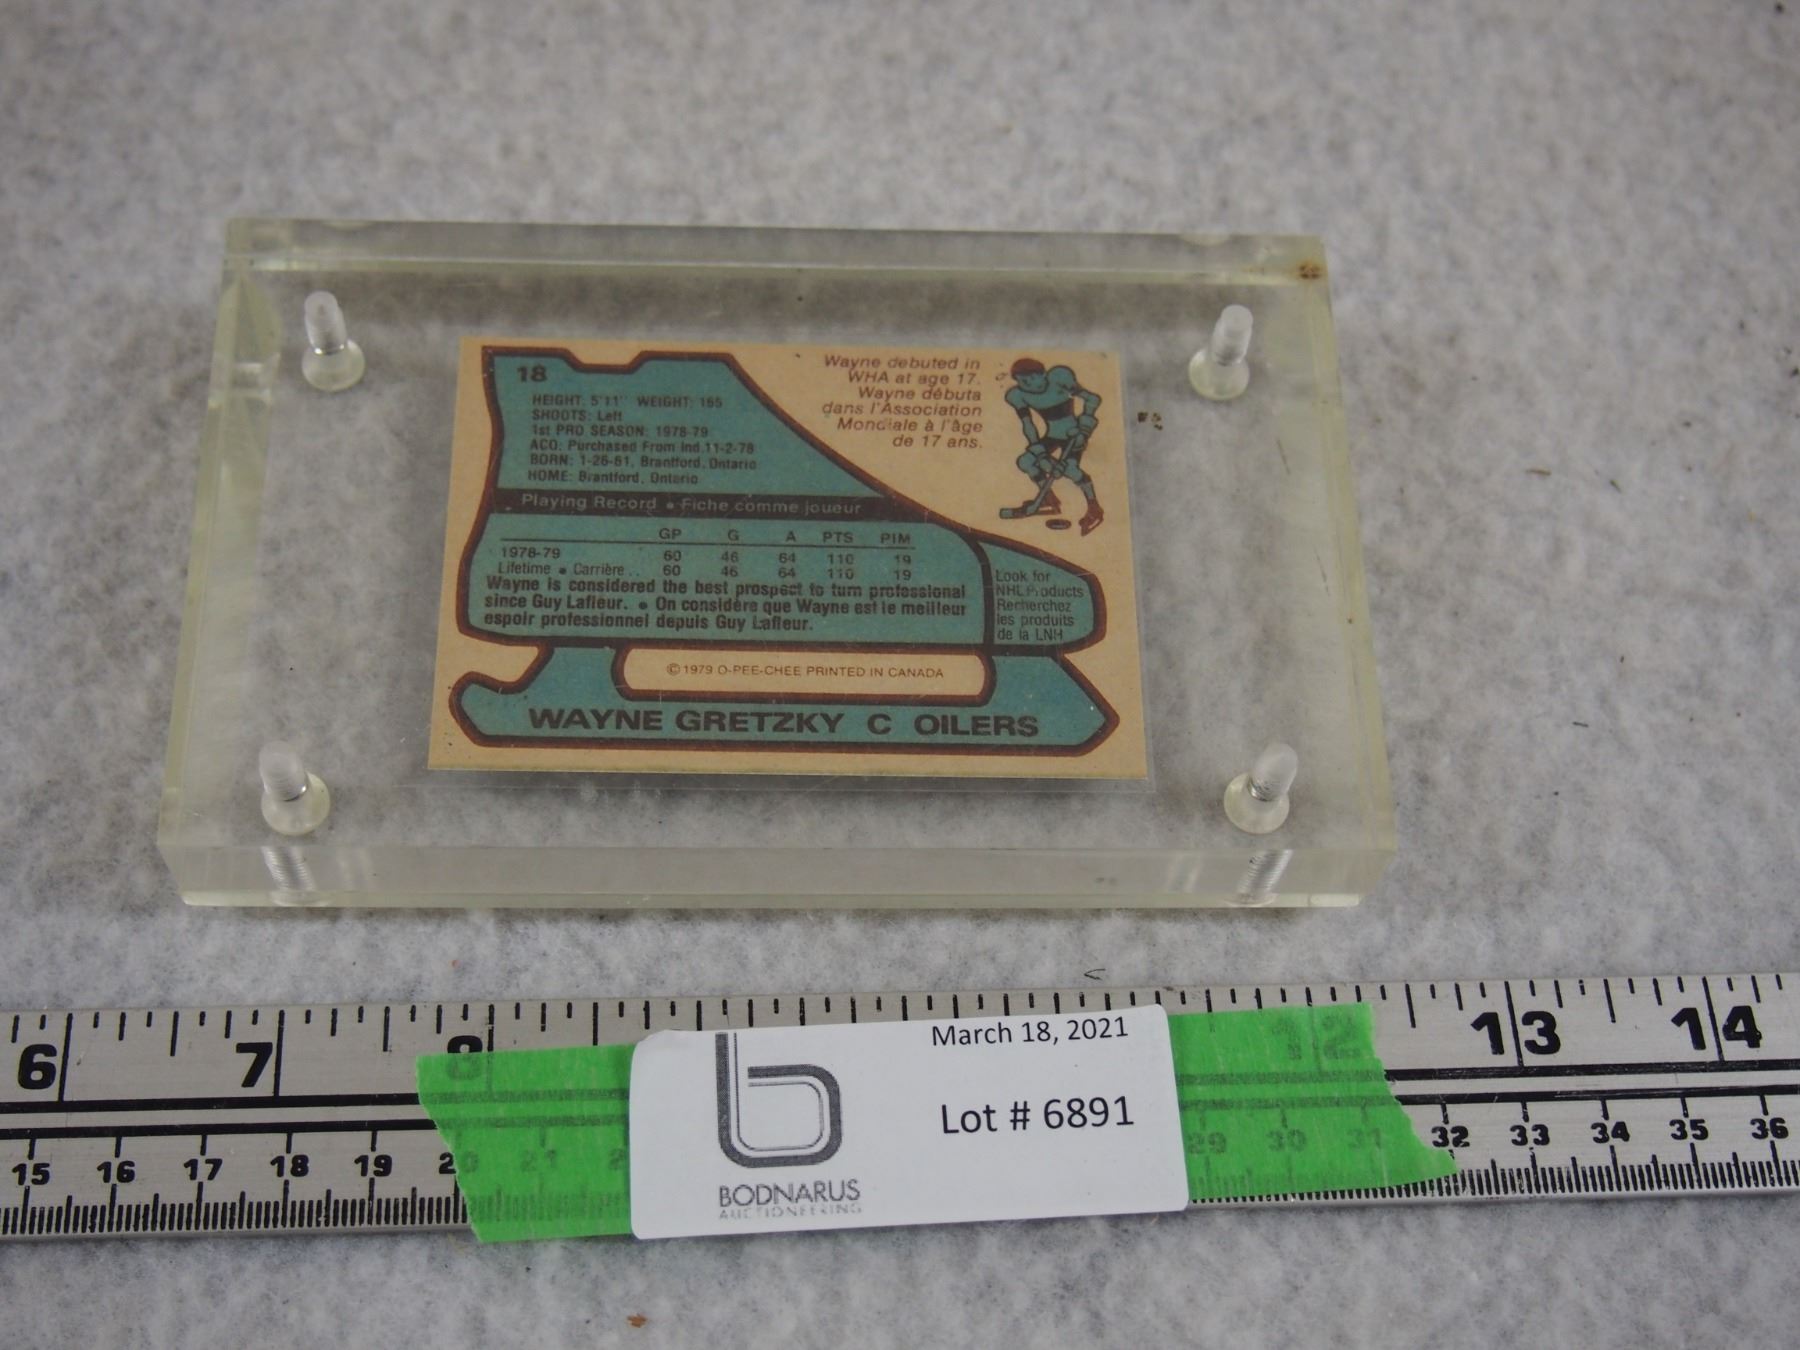 18
HEIGHT: 5'11" WEIGHT: 165
SHOOTS: Left
1st PRO SEASON: 1978-79
ACQ: Purchased From Ind. 11-2-78
BORN: 1-26-61, Brantford, Ontario
HOME: Brantford, Ontario
Wayne debuted in
WHA at age 17.
Wayne débuta
dans l'Association
Mondiale à l'âge
de 17 ans.
Playing Record • Fiche comme joueur
GP G A PTS PIM
1978-79 60 46 64 110 19
Lifetime • Carrière .. 60 46 64 110 19
Wayne is considered the best prospect to turn professional
since Guy Lafleur. • On considère que Wayne est le meilleur
espoir professionnel depuis Guy Lafleur.
Look for
NHL Products
Recherchez
les produits
de la LNH
© 1979 O-PEE-CHEE PRINTED IN CANADA
WAYNE GRETZKY C OILERS
6 7 8 12 13 14
March 18, 2021
Lot # 6891
b
BODNARUS
AUCTIONEERING
15 16 17 18 19 20 21 29 30 31 32 33 34 35 36